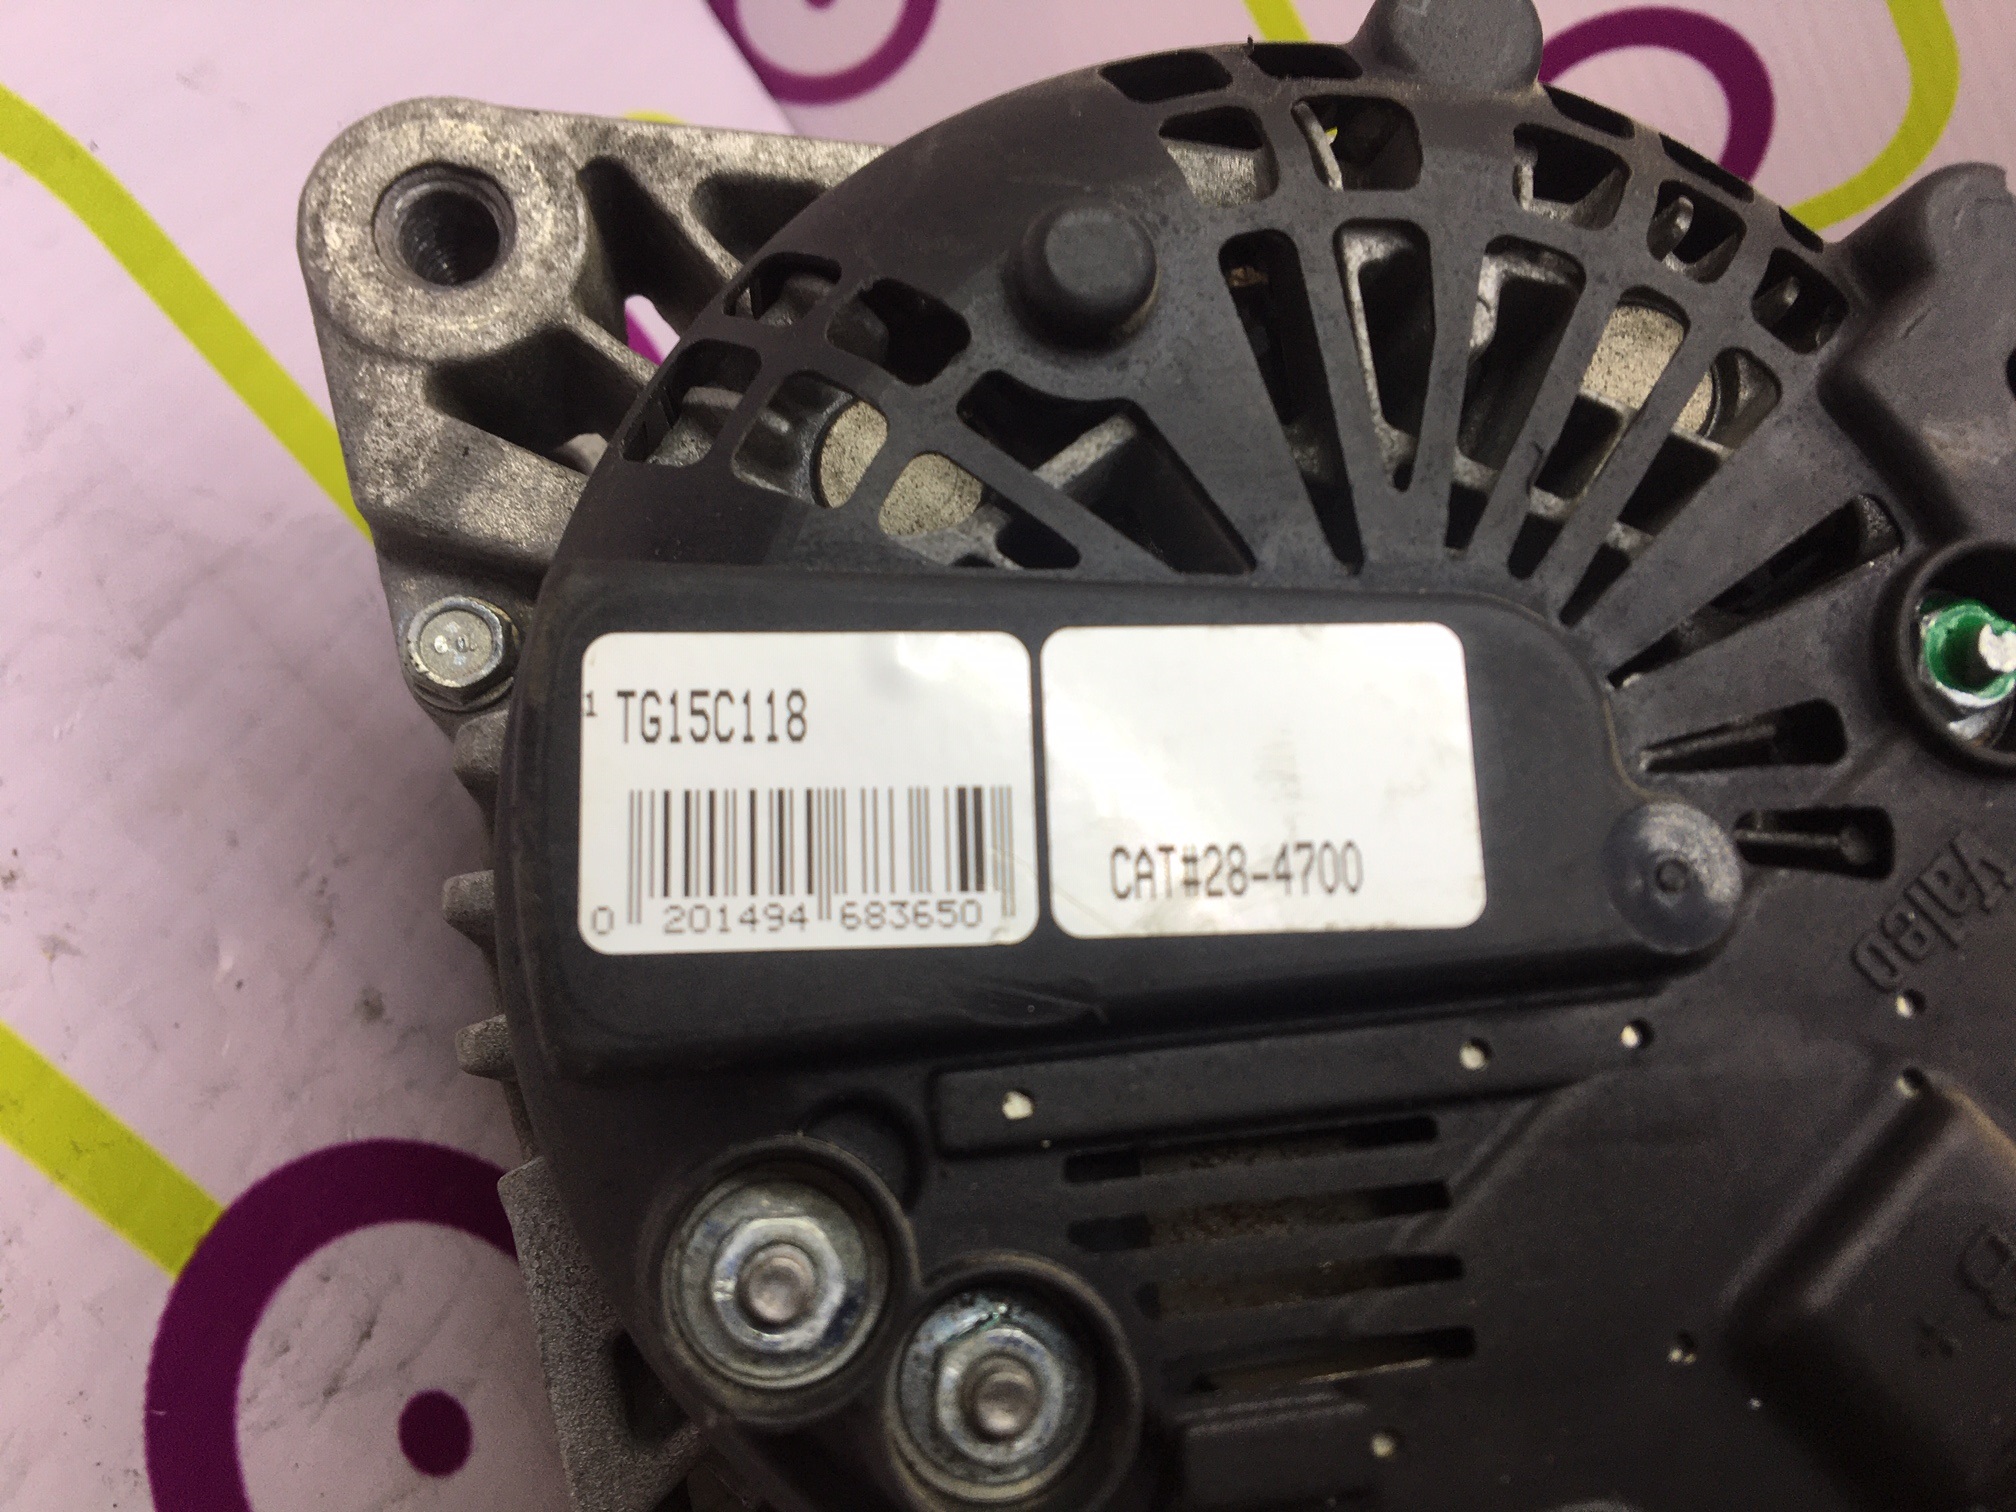 1 TG15C118
0 201494 683650
CAT#28-4700
Valeo
B+